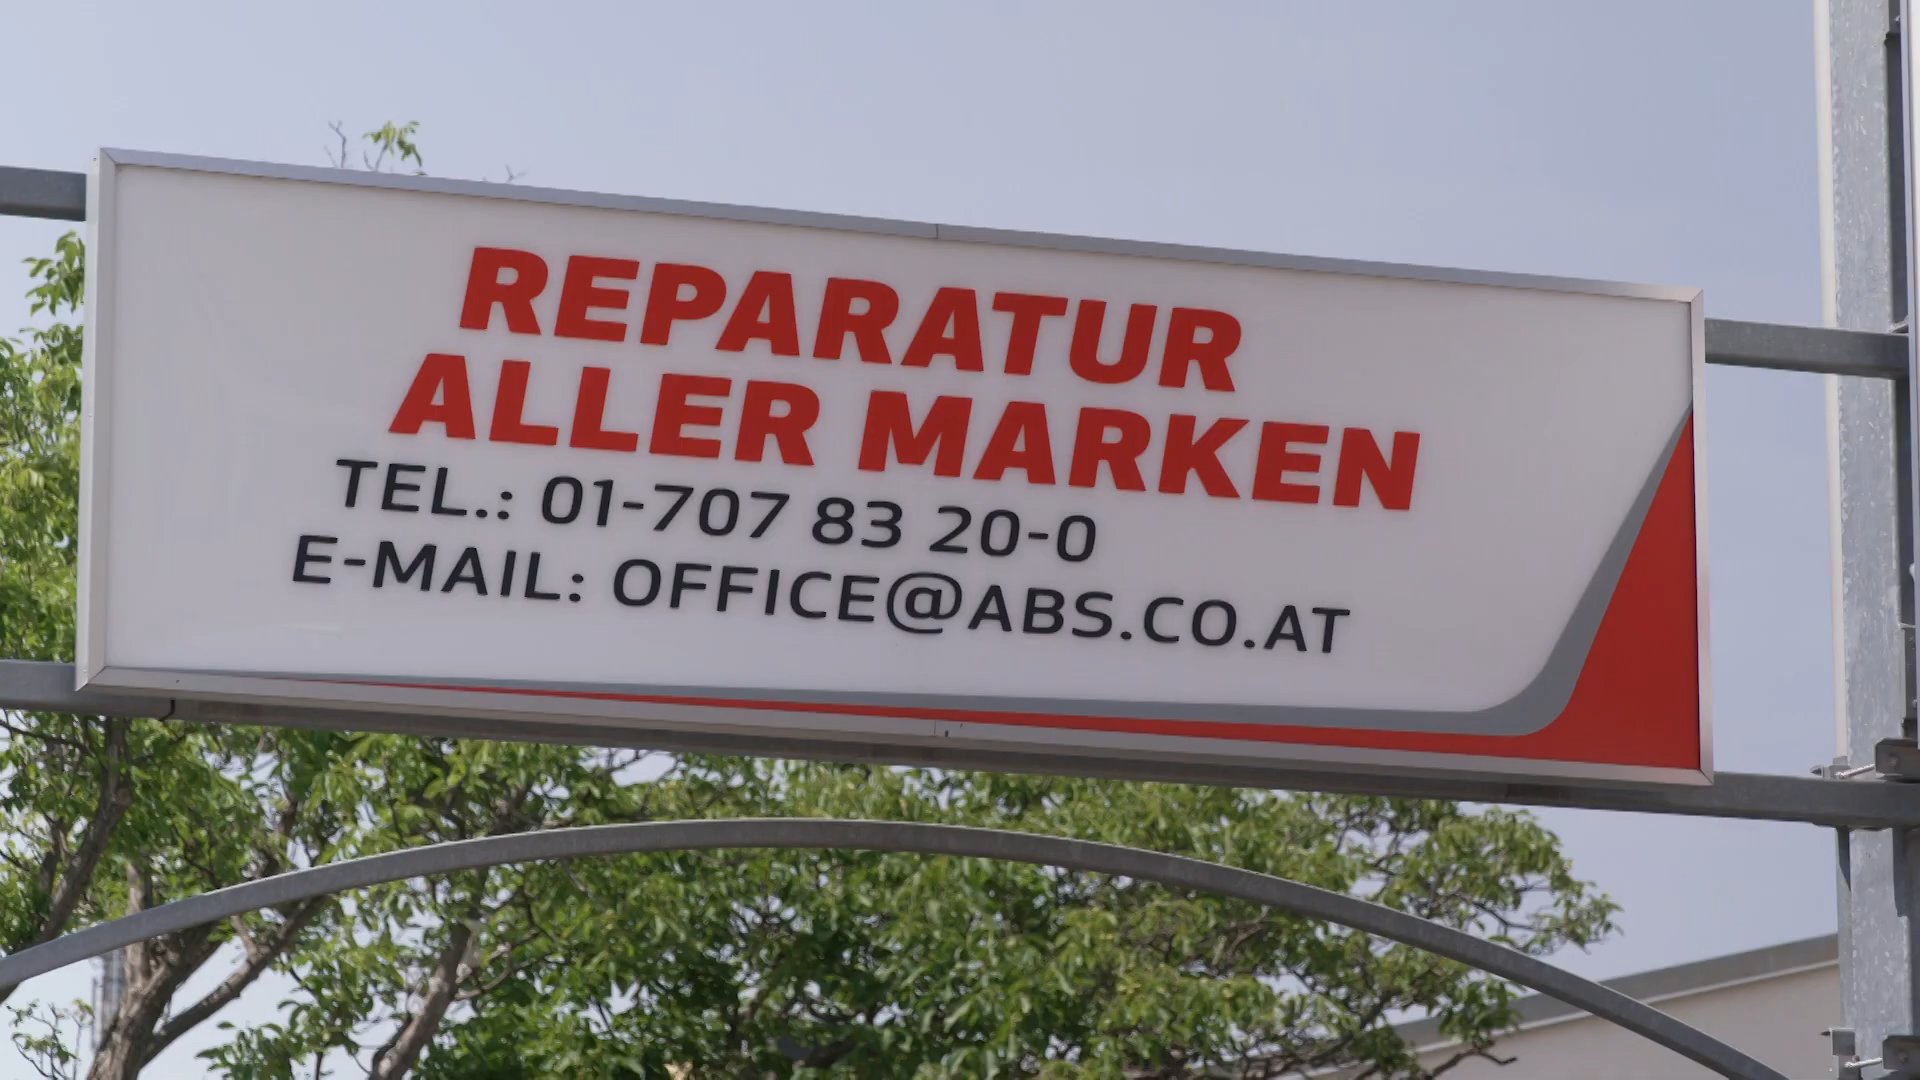 REPARATUR
ALLER MARKEN
TEL.: 01-707 83 20-0
E-MAIL: OFFICE@ABS.CO.AT